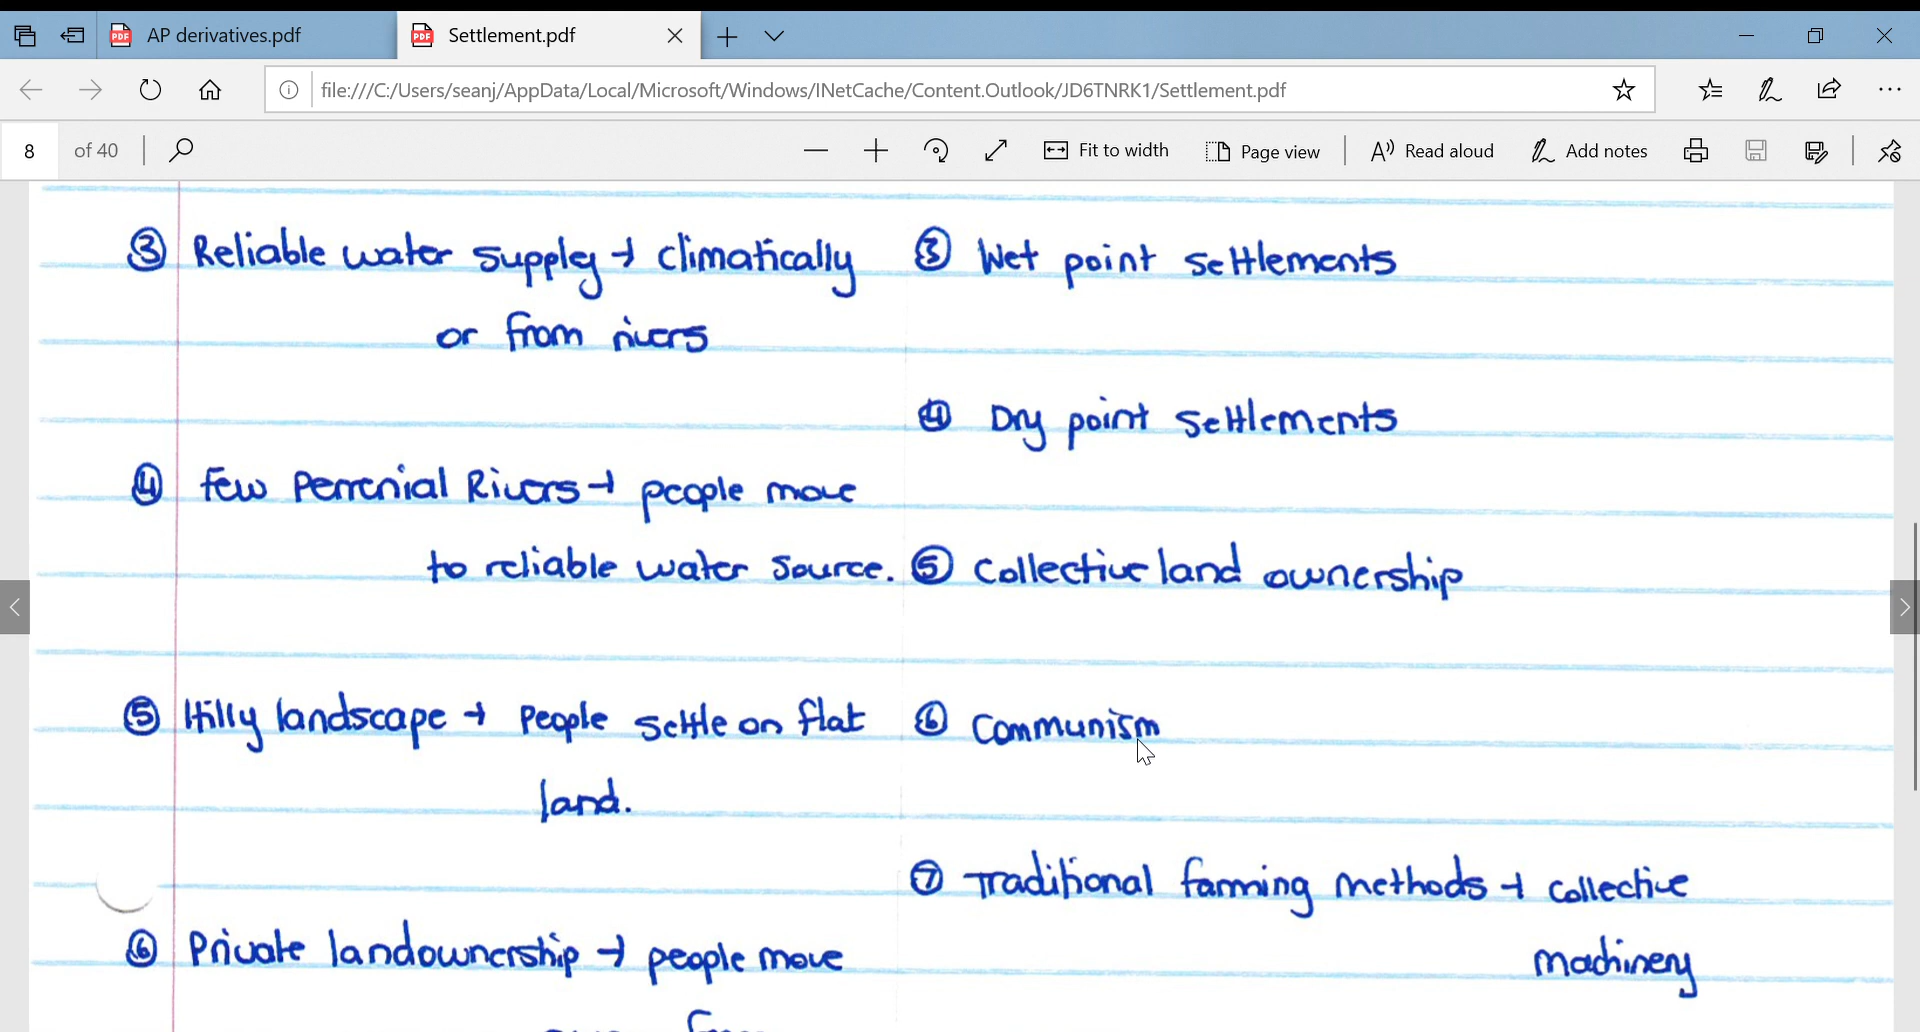 AP derivatives.pdf
Settlement.pdf
file:///C:/Users/seanj/AppData/Local/Microsoft/Windows/INetCache/Content.Outlook/JD6TNRK1/Settlement.pdf
8 of 40
Fit to width
Page view
Read aloud
Add notes
③ Reliable water supply → climatically
or from rivers
④ Few Perrenial Rivers → people move
to reliable water source.
⑤ Hilly landscape → People settle on flat
land.
⑥ Private landownership → people move
③ Wet point settlements
④ Dry point settlements
⑤ Collective land ownership
⑥ Communism
⑦ Traditional farming methods → collective
machinery